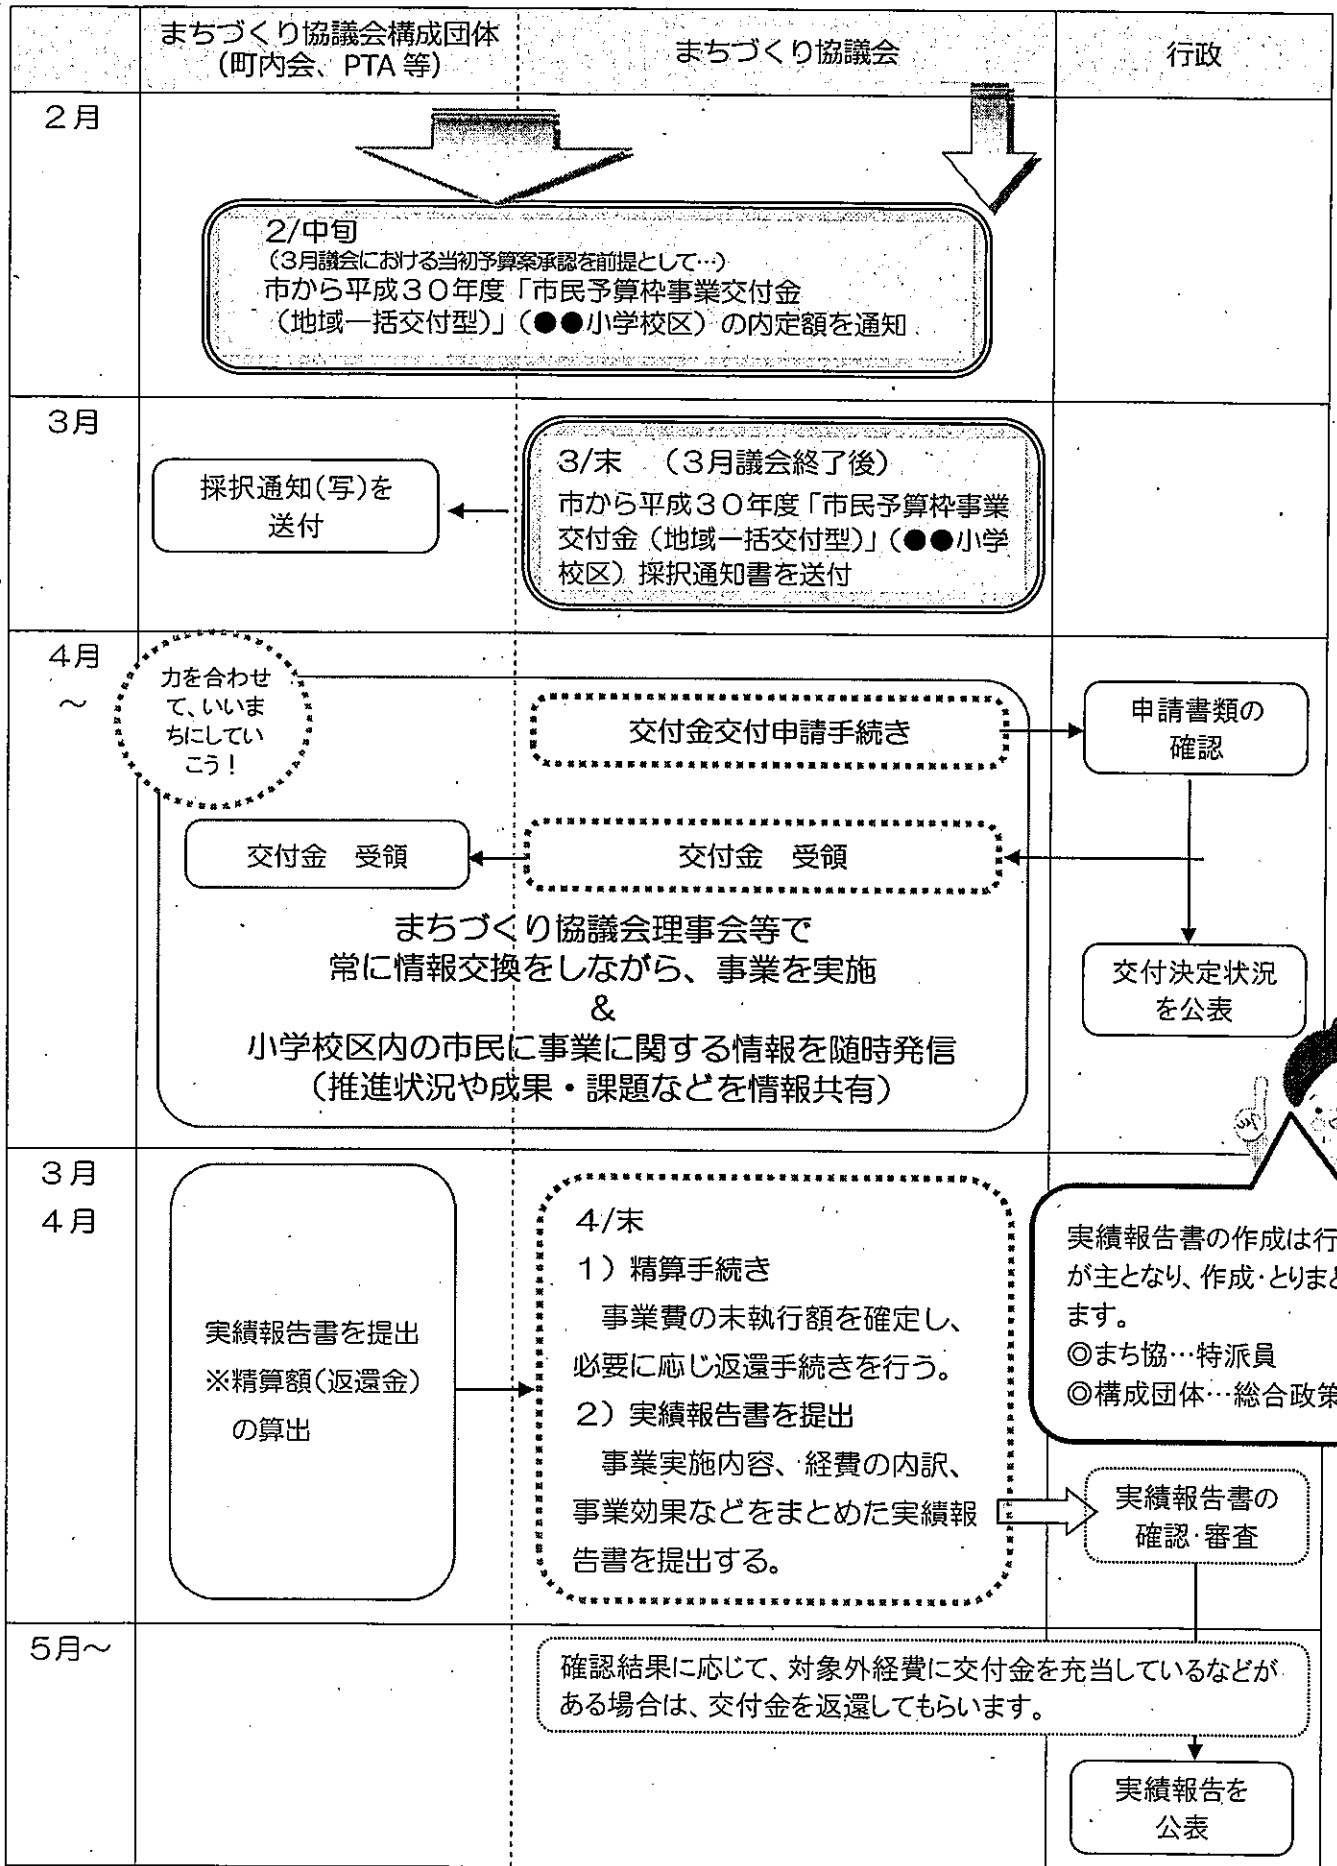 まちづくり協議会構成団体
(町内会、PTA 等)
まちづくり協議会
行政
2月
2/中旬
(3月議会における当初予算案承認を前提として…)
市から平成30年度「市民予算枠事業交付金
(地域一括交付型)」(●●小学校区) の内定額を通知
3月
採択通知(写)を
送付
3/末 (3月議会終了後)
市から平成30年度「市民予算枠事業
交付金 (地域一括交付型)」(●●小学
校区) 採択通知書を送付
4月
~
力を合わせ
て、いいま
ちにしてい
こう!
交付金交付申請手続き
申請書類の
確認
交付金 受領
交付金 受領
まちづくり協議会理事会等で
常に情報交換をしながら、事業を実施
&
小学校区内の市民に事業に関する情報を随時発信
(推進状況や成果・課題などを情報共有)
交付決定状況
を公表
3月
4月
実績報告書を提出
※精算額(返還金)
の算出
4/末
1) 精算手続き
事業費の未執行額を確定し、
必要に応じ返還手続きを行う。
2) 実績報告書を提出
事業実施内容、経費の内訳、
事業効果などをまとめた実績報
告書を提出する。
実績報告書の作成は行
が主となり、作成・とりまと
ます。
◎まち協…特派員
◎構成団体…総合政策
実績報告書の
確認・審査
5月~
確認結果に応じて、対象外経費に交付金を充当しているなどが
ある場合は、交付金を返還してもらいます。
実績報告を
公表